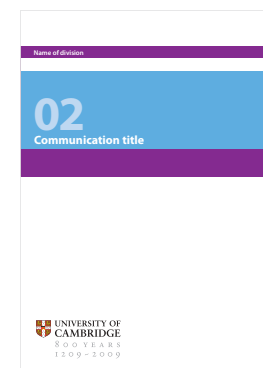 Name of division
02
Communication title
UNIVERSITY OF
CAMBRIDGE
800 YEARS
1209~2009